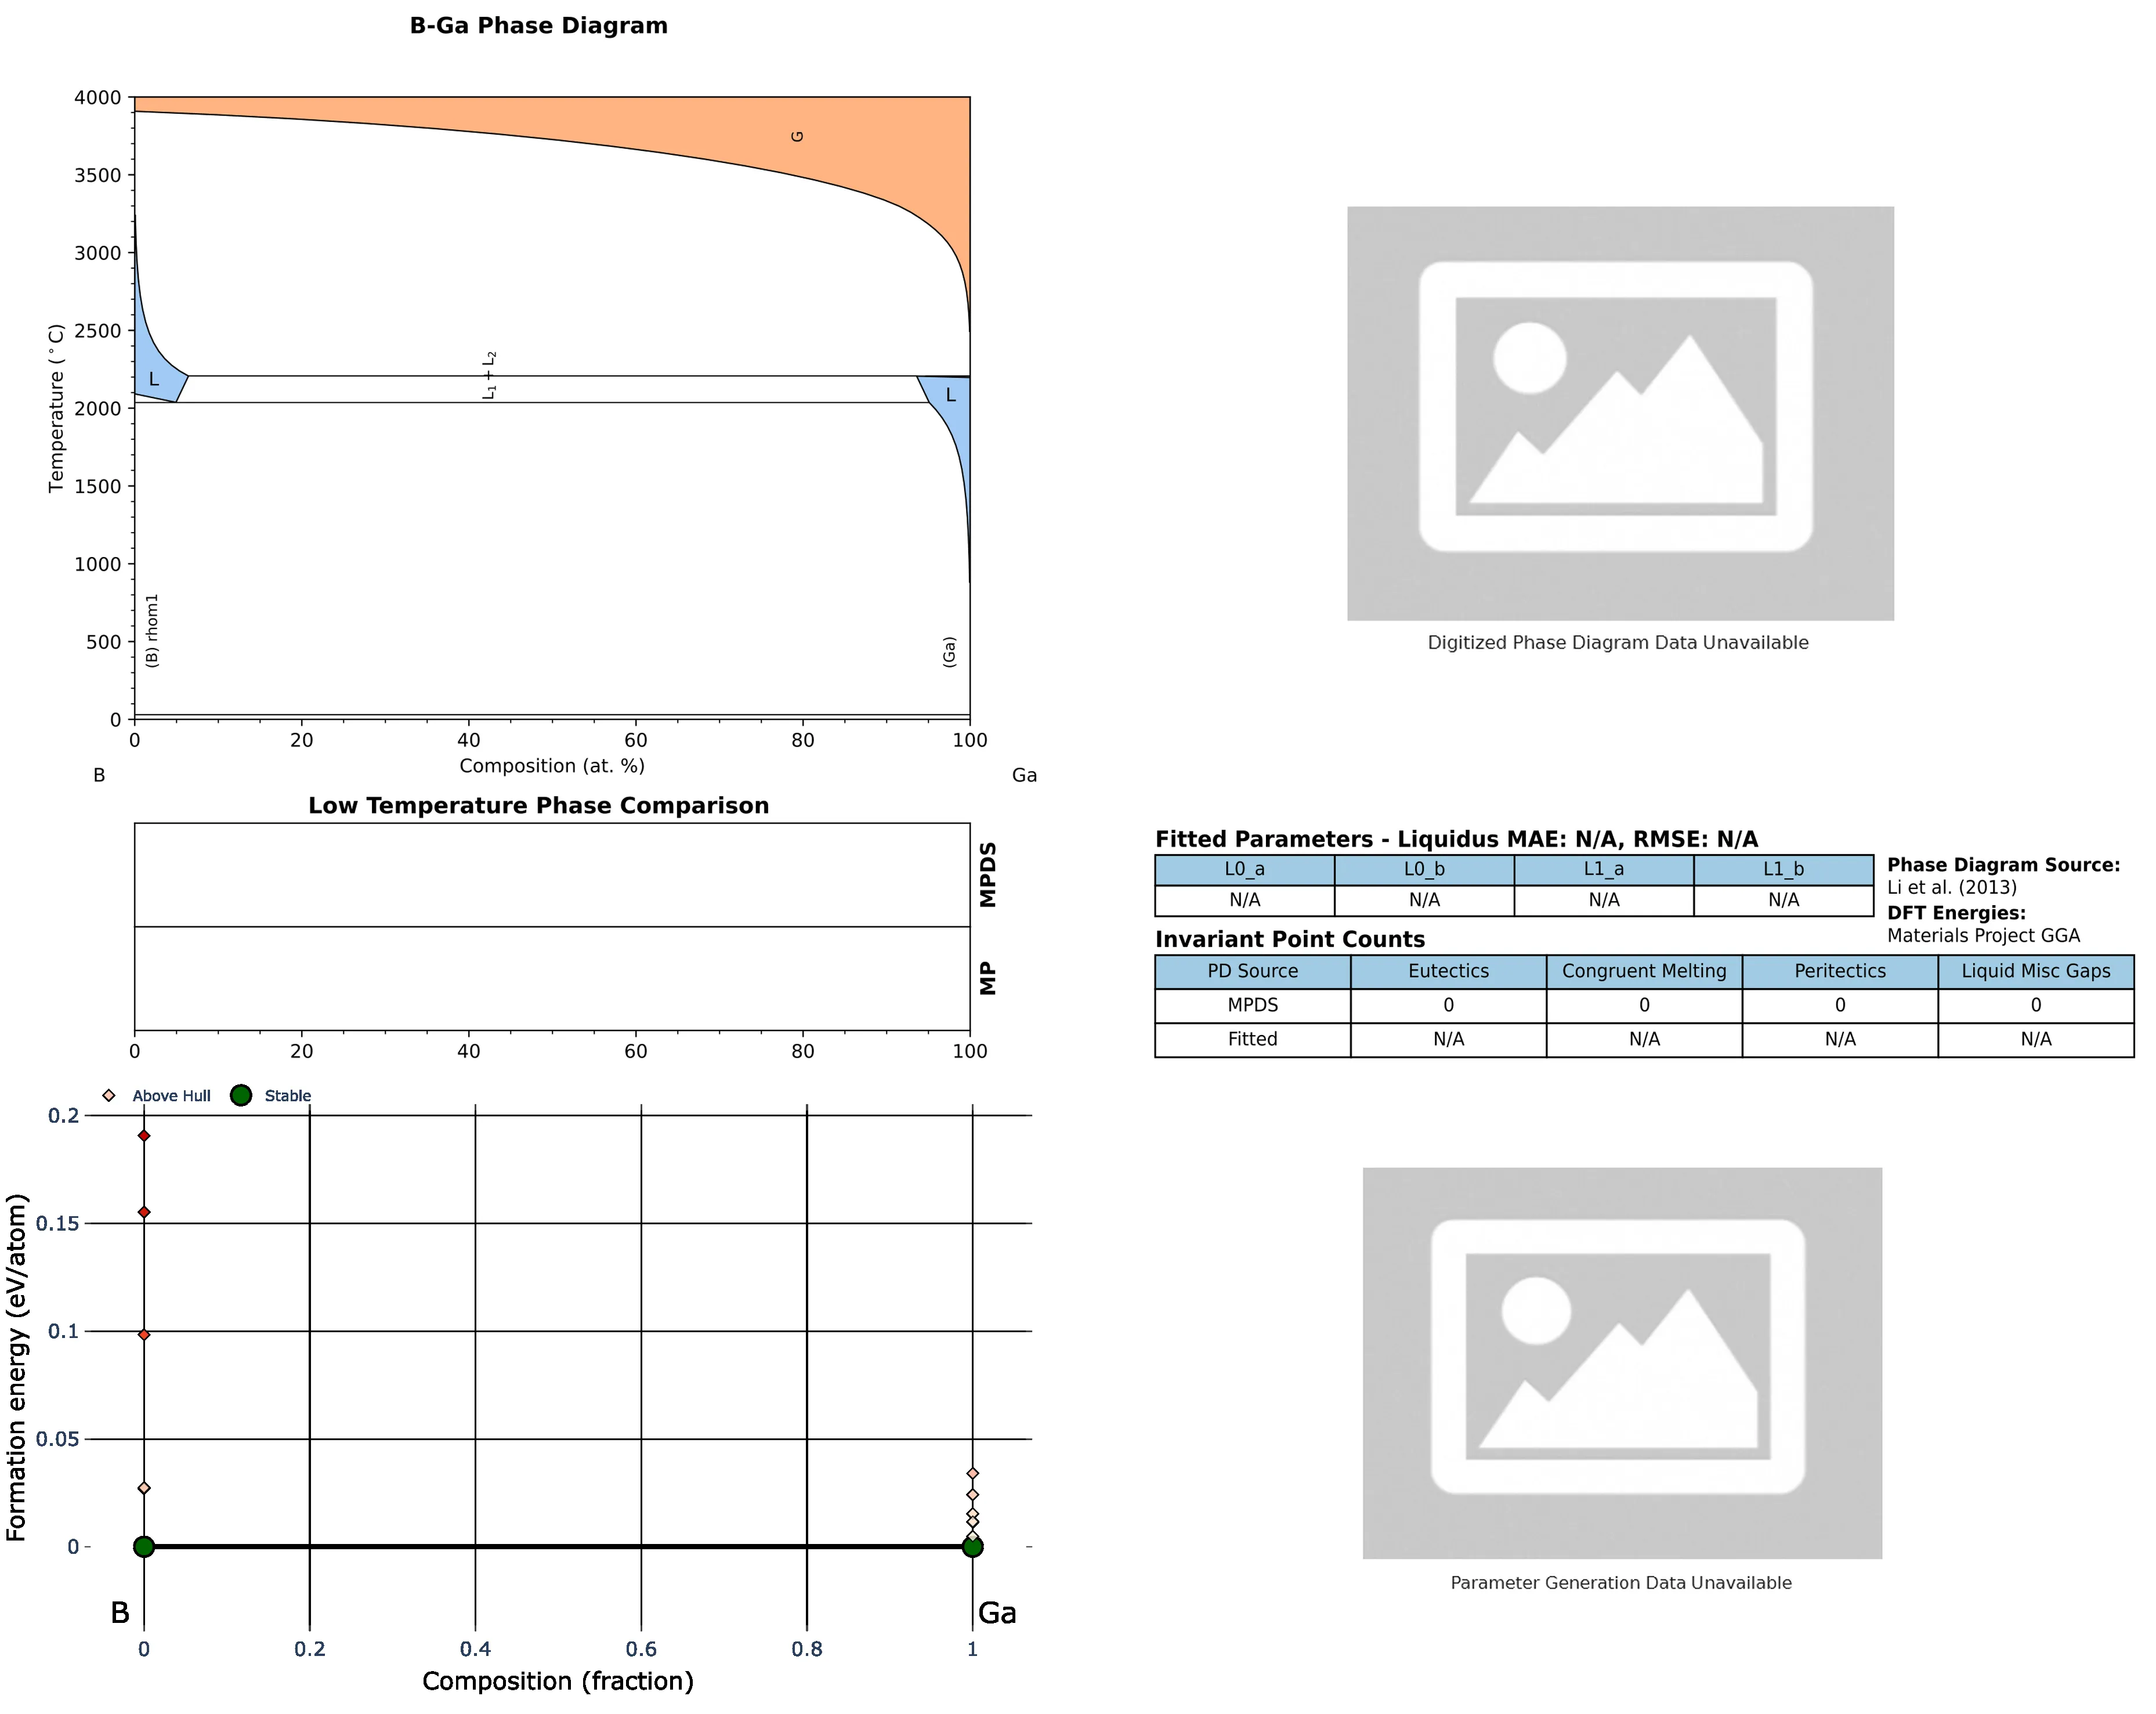 B-Ga Phase Diagram
4000
3500
3000
2500
2000
1500
1000
500
0
Temperature (°C)
G
L₁ + L₂
L
L
(B) rhom1
(Ga)
0 20 40 60 80 100
Composition (at. %)
B Ga
Digitized Phase Diagram Data Unavailable
Low Temperature Phase Comparison
MPDS
MP
0 20 40 60 80 100
Fitted Parameters - Liquidus MAE: N/A, RMSE: N/A
L0_a L0_b L1_a L1_b
N/A N/A N/A N/A
Phase Diagram Source:
Li et al. (2013)
DFT Energies:
Materials Project GGA
Invariant Point Counts
PD Source Eutectics Congruent Melting Peritectics Liquid Misc Gaps
MPDS 0 0 0 0
Fitted N/A N/A N/A N/A
Above Hull Stable
0.2
0.15
0.1
0.05
0
Formation energy (eV/atom)
B Ga
0 0.2 0.4 0.6 0.8 1
Composition (fraction)
Parameter Generation Data Unavailable